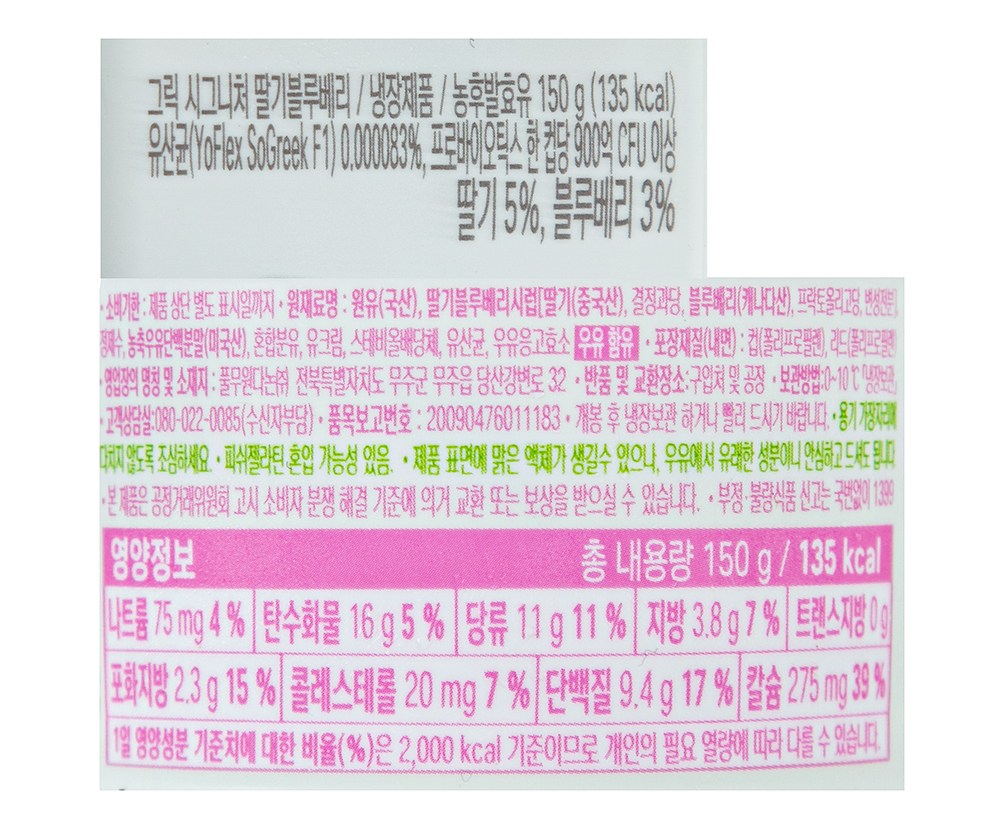 그릭 시그니처 딸기블루베리 / 냉장제품 / 농후발효유 150 g (135 kcal)
유산균(YoFlex SoGreek F1) 0.000083%, 프로바이오틱스 한 컵당 900억 CFU 이상
딸기 5%, 블루베리 3%
• 소비기한 : 제품 상단 별도 표시일까지 • 원재료명 : 원유(국산), 딸기블루베리시럽[딸기(중국산), 결정과당, 블루베리(캐나다산), 프락토올리고당, 변성전분],
정제수, 농축우유단백분말(미국산), 혼합분유, 유크림, 스테비올배당체, 유산균, 우유응고효소 우유 함유 • 포장재질(내면) : 컵(폴리프로필렌), 리드(폴리프로필렌)
• 영업장의 명칭 및 소재지 : 풀무원다논㈜ 전북특별자치도 무주군 무주읍 당산강변로 32 • 반품 및 교환장소:구입처 및 공장 • 보관방법:0~10℃ 냉장보관
• 고객상담실:080-022-0085(수신자부담) • 품목보고번호 : 20090476011183 • 개봉 후 냉장보관 하거나 빨리 드시기 바랍니다. • 용기 가장자리에
다치지 않도록 조심하세요. • 피쉬젤라틴 혼입 가능성 있음. • 제품 표면에 맑은 액체가 생길수 있으나, 우유에서 유래한 성분이니 안심하고 드셔도 됩니다.
• 본 제품은 공정거래위원회 고시 소비자 분쟁 해결 기준에 의거 교환 또는 보상을 받으실 수 있습니다. • 부정·불량식품 신고는 국번없이 1399
영양정보 총 내용량 150 g / 135 kcal
나트륨 75 mg 4 % 탄수화물 16 g 5 % 당류 11 g 11 % 지방 3.8 g 7 % 트랜스지방 0 g
포화지방 2.3 g 15 % 콜레스테롤 20 mg 7 % 단백질 9.4 g 17 % 칼슘 275 mg 39 %
1일 영양성분 기준치에 대한 비율(%)은 2,000 kcal 기준이므로 개인의 필요 열량에 따라 다를 수 있습니다.